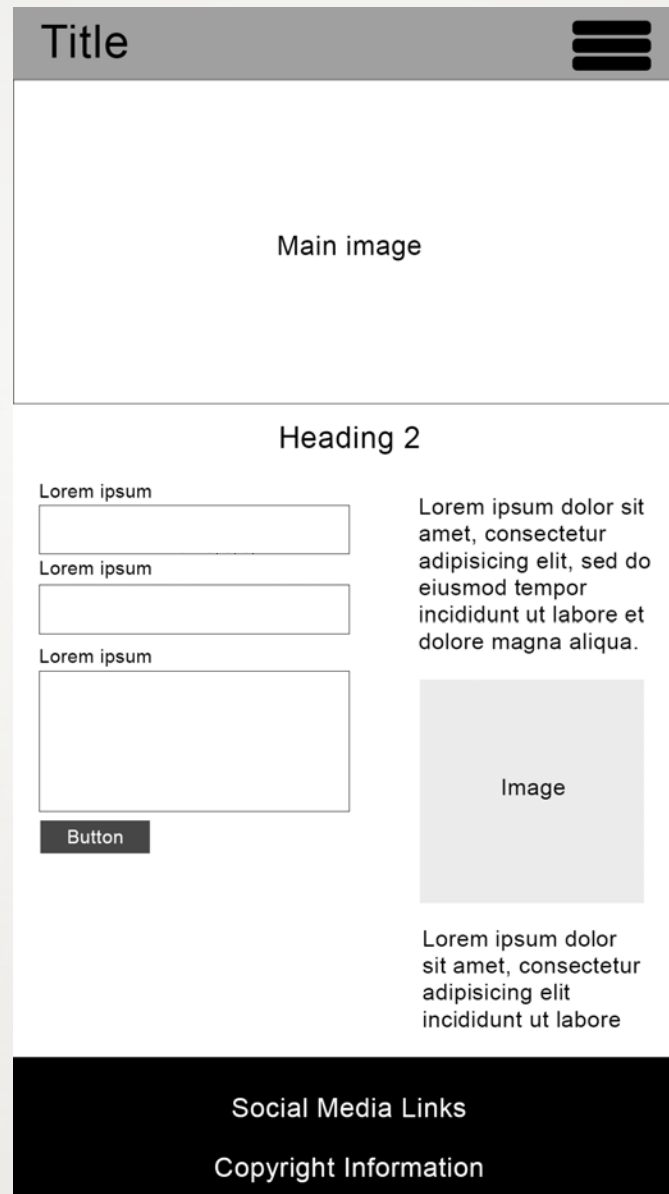 Title
Main image
Heading 2
Lorem ipsum
Lorem ipsum
Lorem ipsum
Button
Lorem ipsum dolor sit
amet, consectetur
adipisicing elit, sed do
eiusmod tempor
incididunt ut labore et
dolore magna aliqua.
Image
Lorem ipsum dolor
sit amet, consectetur
adipisicing elit
incididunt ut labore
Social Media Links
Copyright Information